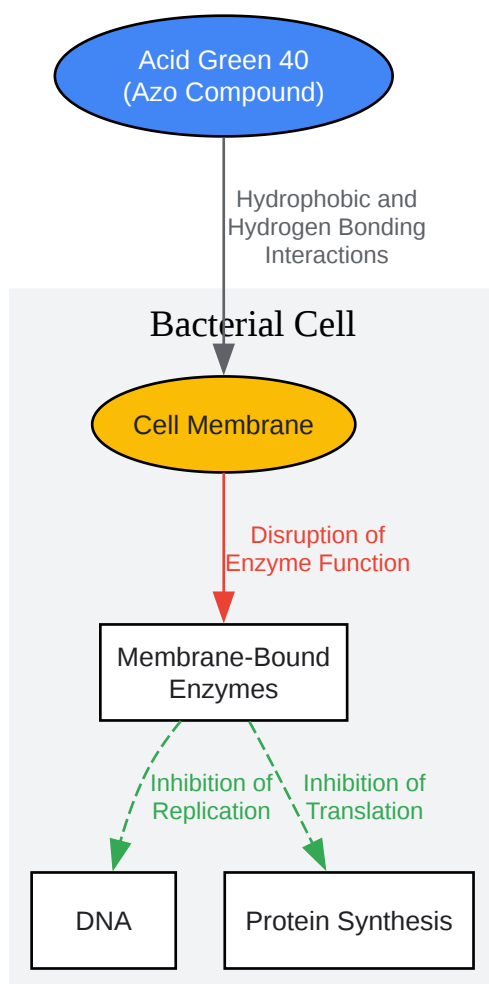 Acid Green 40
(Azo Compound)
Hydrophobic and
Hydrogen Bonding
Interactions
Bacterial Cell
Cell Membrane
Disruption of
Enzyme Function
Membrane-Bound
Enzymes
Inhibition of
Replication
Inhibition of
Translation
DNA
Protein Synthesis